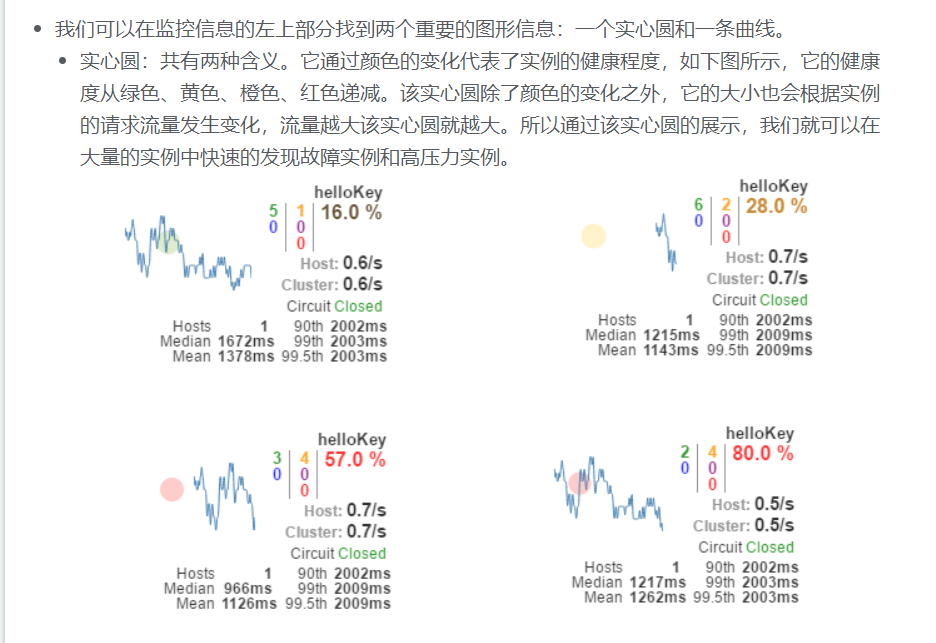 我们可以在监控信息的左上部分找到两个重要的图形信息：一个实心圆和一条曲线。
实心圆：共有两种含义。它通过颜色的变化代表了实例的健康程度，如下图所示，它的健康
度从绿色、黄色、橙色、红色递减。该实心圆除了颜色的变化之外，它的大小也会根据实例
的请求流量发生变化，流量越大该实心圆就越大。所以通过该实心圆的展示，我们就可以在
大量的实例中快速的发现故障实例和高压力实例。
helloKey
5 1 16.0 %
0 0
0
Host: 0.6/s
Cluster: 0.6/s
Circuit Closed
Hosts 1 90th 2002ms
Median 1672ms 99th 2003ms
Mean 1378ms 99.5th 2003ms
helloKey
6 2 28.0 %
0 0
0
Host: 0.7/s
Cluster: 0.7/s
Circuit Closed
Hosts 1 90th 2002ms
Median 1215ms 99th 2009ms
Mean 1143ms 99.5th 2009ms
helloKey
3 4 57.0 %
0 0
0
Host: 0.7/s
Cluster: 0.7/s
Circuit Closed
Hosts 1 90th 2002ms
Median 966ms 99th 2009ms
Mean 1126ms 99.5th 2009ms
helloKey
2 4 80.0 %
0 0
0
Host: 0.5/s
Cluster: 0.5/s
Circuit Closed
Hosts 1 90th 2002ms
Median 1217ms 99th 2003ms
Mean 1262ms 99.5th 2003ms